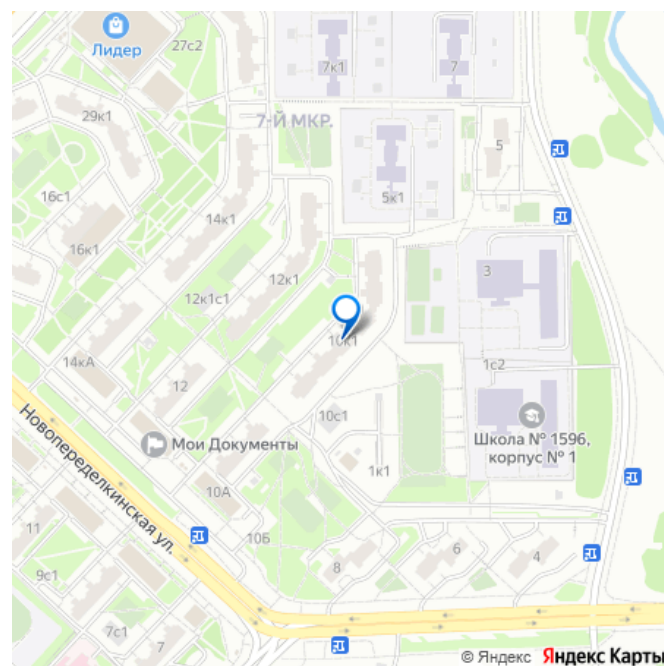 27с2
Лидер
7к1
7
29к1
7-Й МКР.
5
5к1
16с1
14к1
16к1
12к1
3
12к1с1
10к1
14кА
1с2
12
10с1
Мои Документы
Школа № 1596,
корпус № 1
Новопеределкинская ул.
1к1
10А
11
10Б
6
4
8
9с1
7с1
7
© Яндекс Яндекс Карты